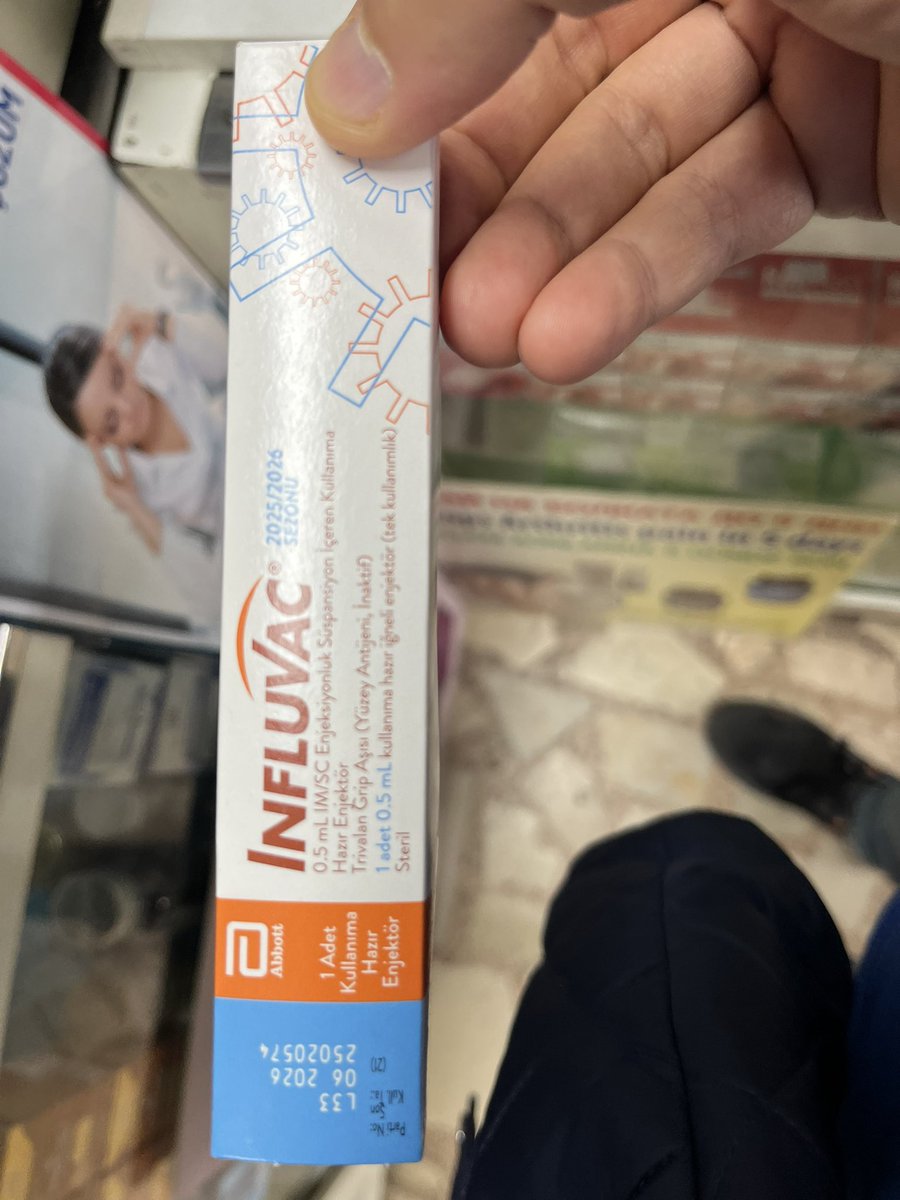 INFLUVAC® 2025/2026
SEZONU
0.5 mL IM/SC Enjeksiyonluk Süspansiyon İçeren Kullanıma
Hazır Enjektör
Trivalan Grip Aşısı (Yüzey Antijeni, İnaktif)
1 adet 0.5 mL kullanıma hazır iğneli enjektör (tek kullanımlık)
Steril
Abbott
1 Adet
Kullanıma
Hazır
Enjektör
Parti No: L33
Son Kull. Ta.: 06 2026
(21) 25020574